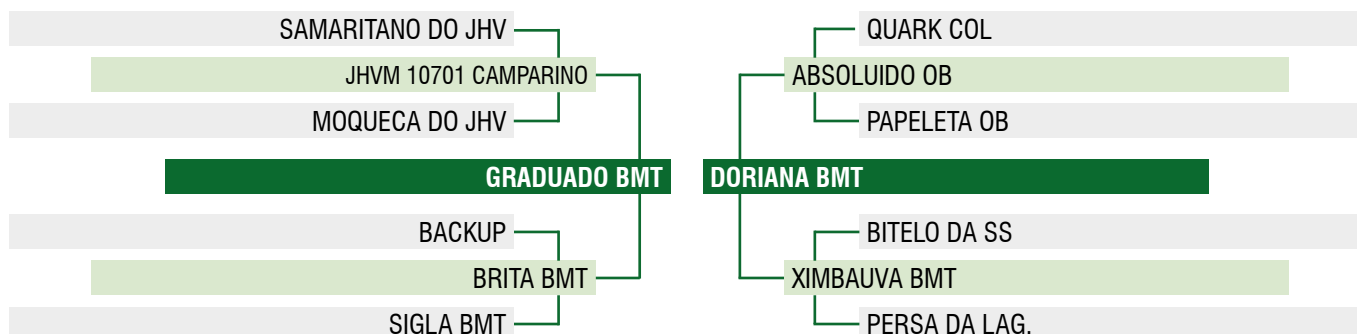 SAMARITANO DO JHV
JHVM 10701 CAMPARINO
MOQUECA DO JHV
GRADUADO BMT
BACKUP
BRITA BMT
SIGLA BMT
QUARK COL
ABSOLUIDO OB
PAPELETA OB
DORIANA BMT
BITELO DA SS
XIMBAUVA BMT
PERSA DA LAG.